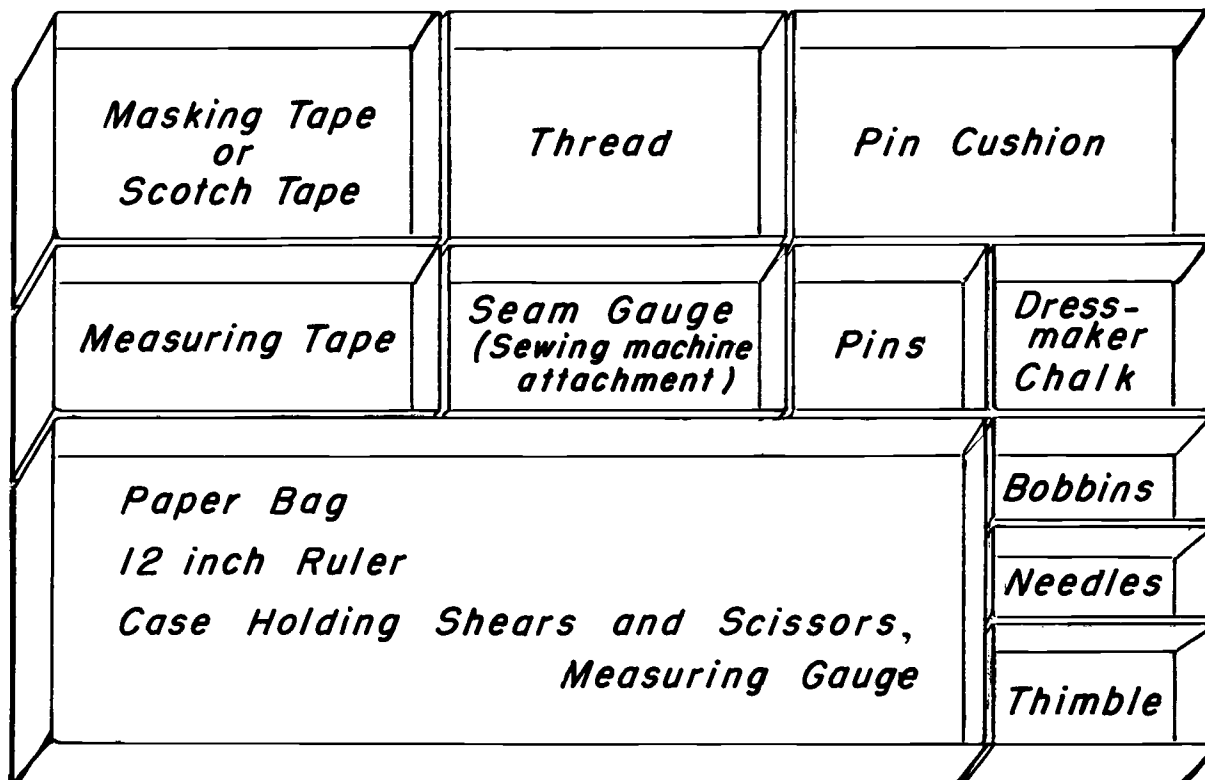 Masking Tape
or
Scotch Tape
Thread
Pin Cushion
Measuring Tape
Seam Gauge
(Sewing machine
attachment)
Pins
Dress-
maker
Chalk
Paper Bag
12 inch Ruler
Case Holding Shears and Scissors,
Measuring Gauge
Bobbins
Needles
Thimble